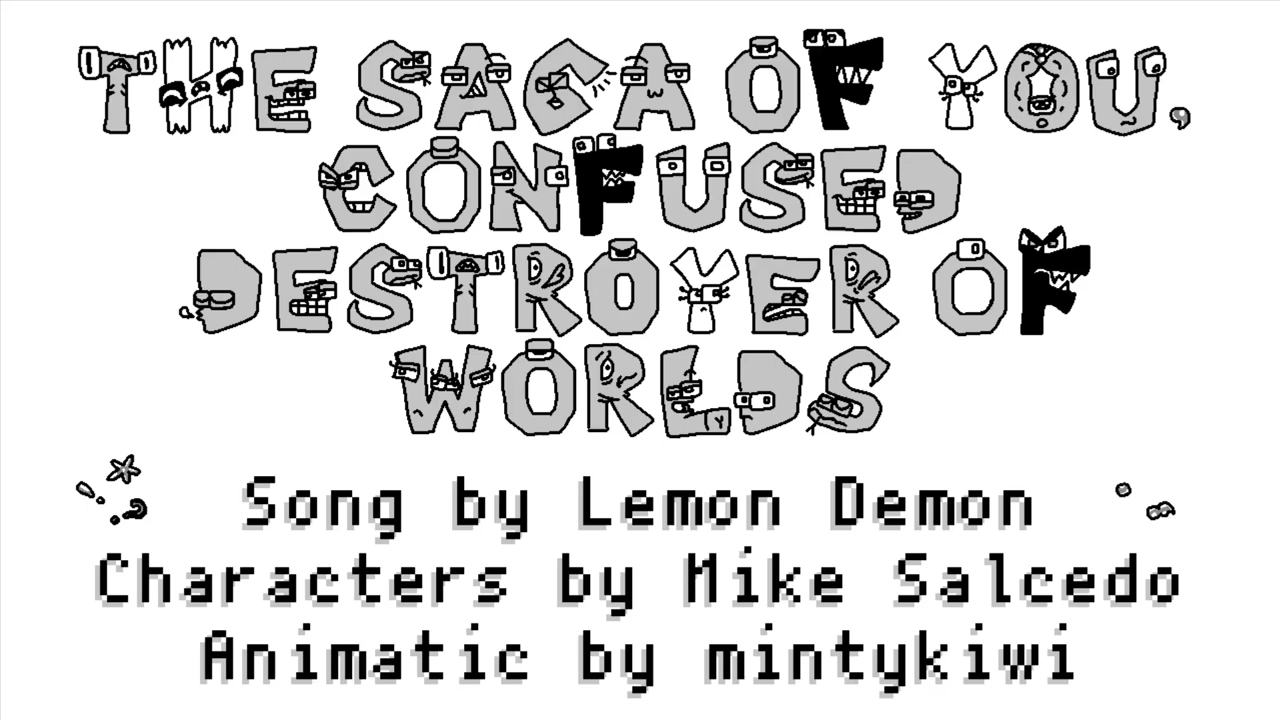 THE SAGA OF YOU,
CONFUSED
DESTROYER OF
WORLDS
Song by Lemon Demon
Characters by Mike Salcedo
Animatic by mintykiwi